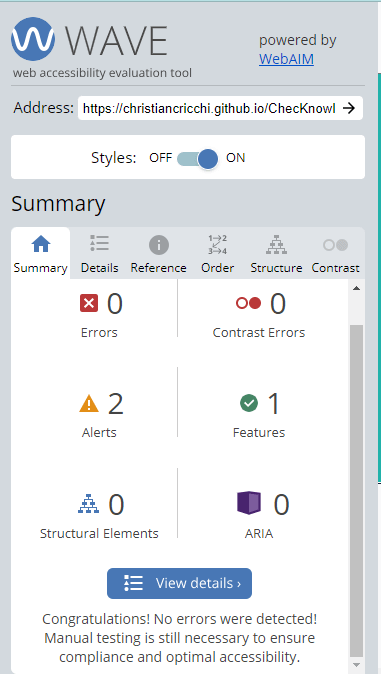 WAVE
web accessibility evaluation tool
powered by
WebAIM
Address: https://christiancricchi.github.io/ChecKnowl
Styles: OFF ON
Summary
Summary Details Reference Order Structure Contrast
0 Errors
0 Contrast Errors
2 Alerts
1 Features
0 Structural Elements
0 ARIA
View details ›
Congratulations! No errors were detected!
Manual testing is still necessary to ensure
compliance and optimal accessibility.